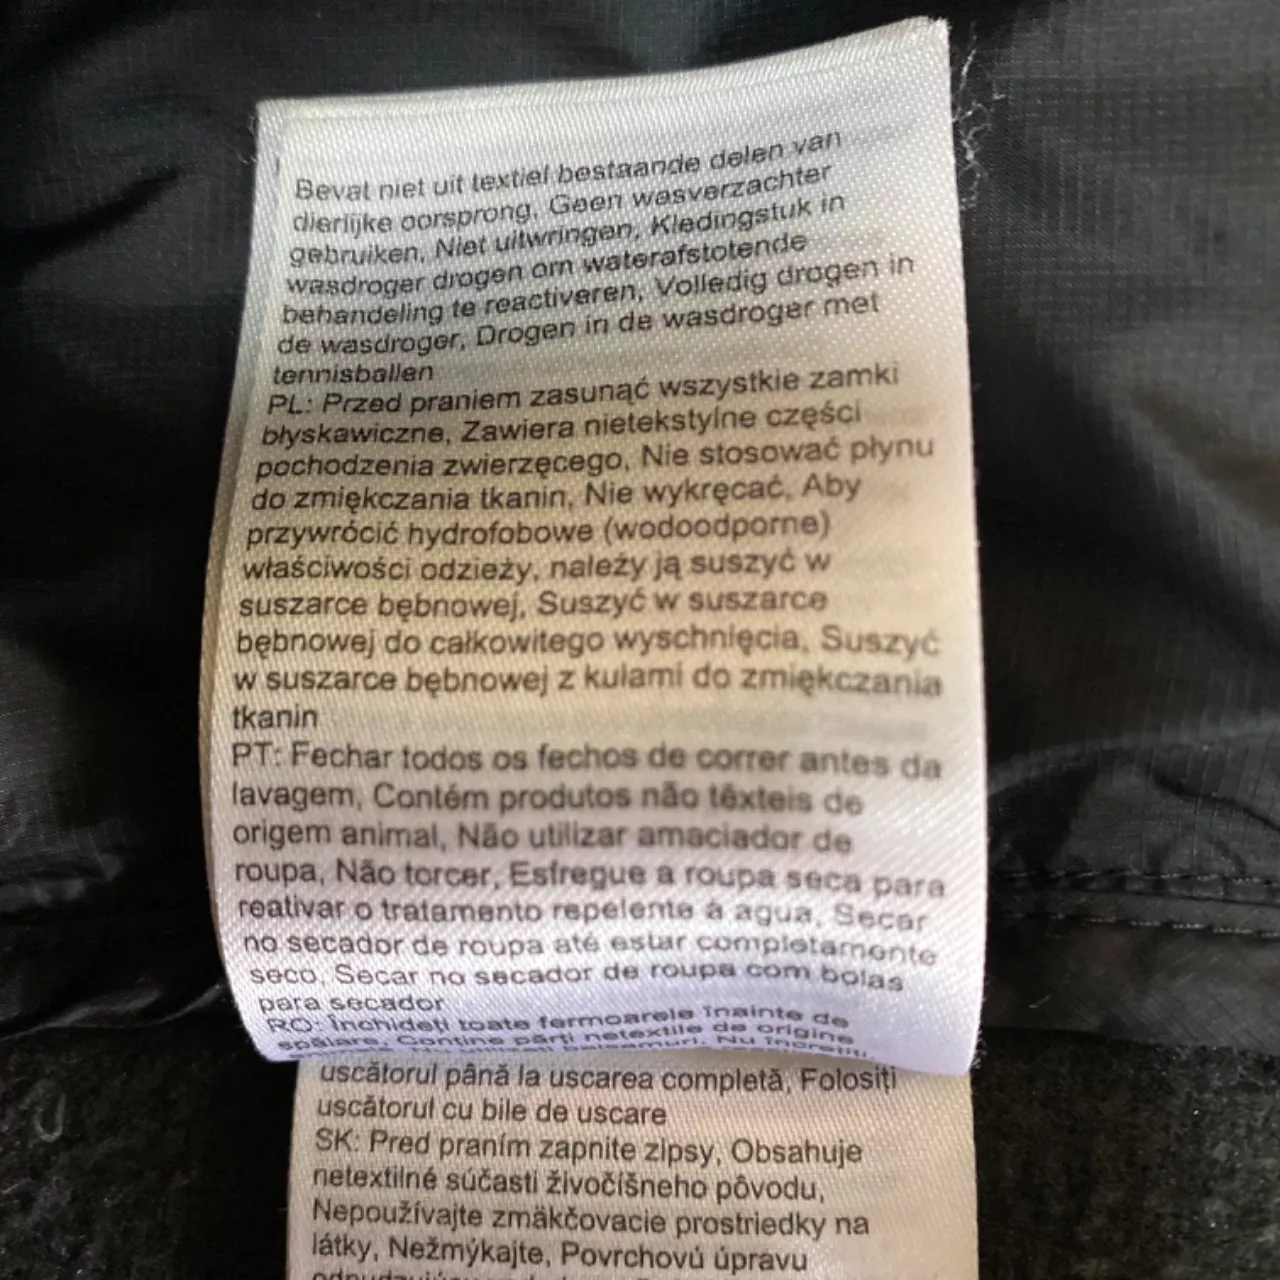 Bevat niet uit textiel bestaande delen van
dierlijke oorsprong, Geen wasverzachter
gebruiken, Niet uitwringen, Kledingstuk in
wasdroger drogen om waterafstotende
behandeling te reactiveren, Volledig drogen in
de wasdroger, Drogen in de wasdroger met
tennisballen
PL: Przed praniem zasunąć wszystkie zamki
błyskawiczne, Zawiera nietekstylne części
pochodzenia zwierzęcego, Nie stosować płynu
do zmiękczania tkanin, Nie wykręcać, Aby
przywrócić hydrofobowe (wodoodporne)
właściwości odzieży, należy ją suszyć w
suszarce bębnowej, Suszyć w suszarce
bębnowej do całkowitego wyschnięcia, Suszyć
w suszarce bębnowej z kulami do zmiękczania
tkanin
PT: Fechar todos os fechos de correr antes da
lavagem, Contém produtos não têxteis de
origem animal, Não utilizar amaciador de
roupa, Não torcer, Esfregue a roupa seca para
reativar o tratamento repelente à agua, Secar
no secador de roupa até estar completamente
seco, Secar no secador de roupa com bolas
para secador
RO: Închideți toate fermoarele înainte de
spălare, Conține părți netextile de origine
balsamuri, Nu
uscătorul până la uscarea completă, Folosiți
uscătorul cu bile de uscare
SK: Pred praním zapnite zipsy, Obsahuje
netextilné súčasti živočíšneho pôvodu,
Nepoužívajte zmäkčovacie prostriedky na
látky, Nežmýkajte, Povrchovú úpravu